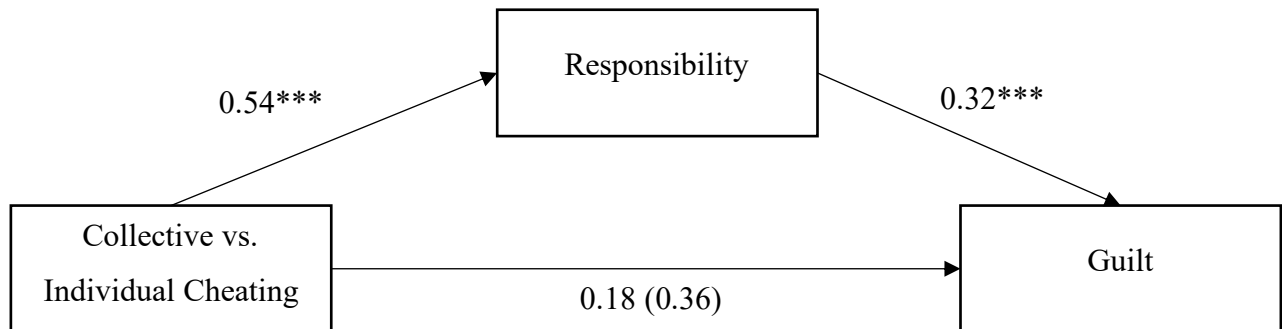 Responsibility
0.54***
0.32***
Collective vs.
Individual Cheating
Guilt
0.18 (0.36)